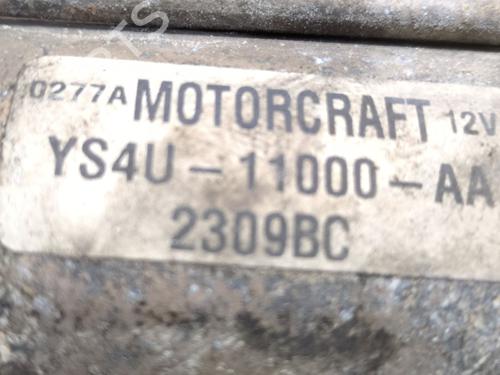 0277A MOTORCRAFT 12V
YS4U-11000-AA
2309BC